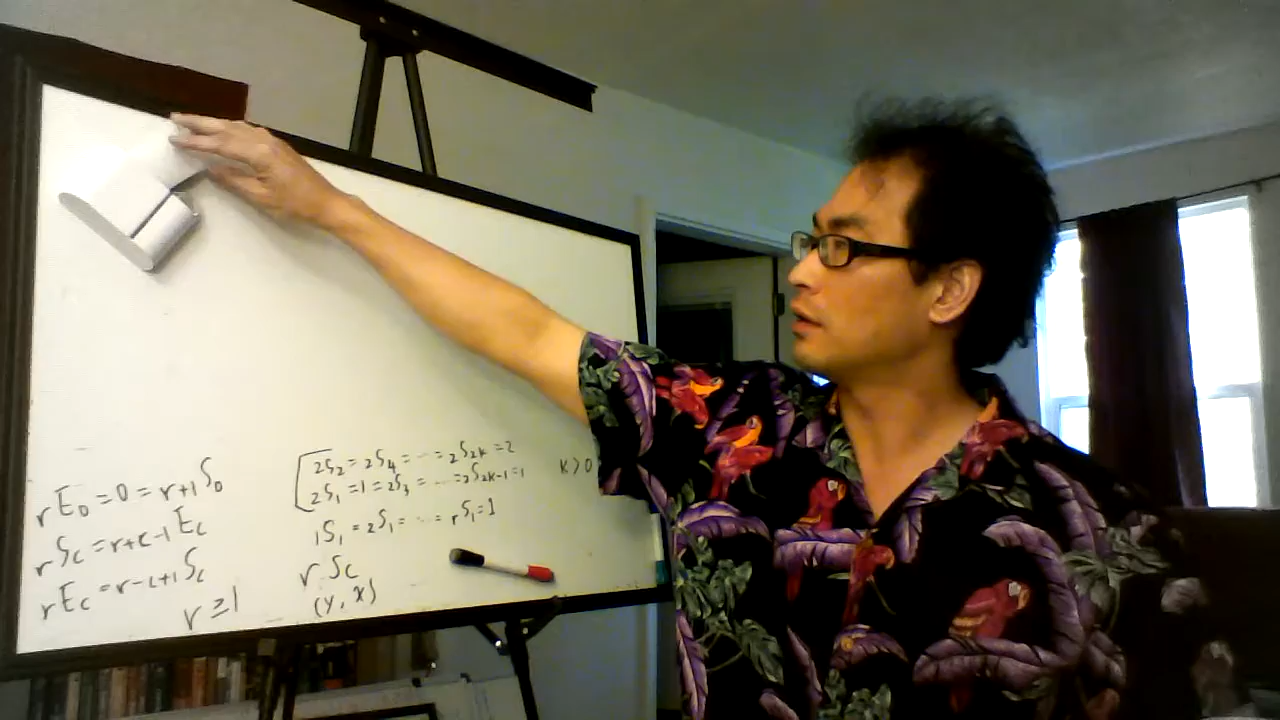 rE₀ = 0 = r+1S₀
rSc = r+c-1Ec
rEc = r-c+1Sc
r ≥ 1
2S₂ = 2S₄ = ... = 2S2k = 2
2S₁ = 1 = 2S₃ = ... = 2S2k-1 = 1
k > 0
1S₁ = 2S₁ = ... = rS₁ = 1
rSc
(y, x)